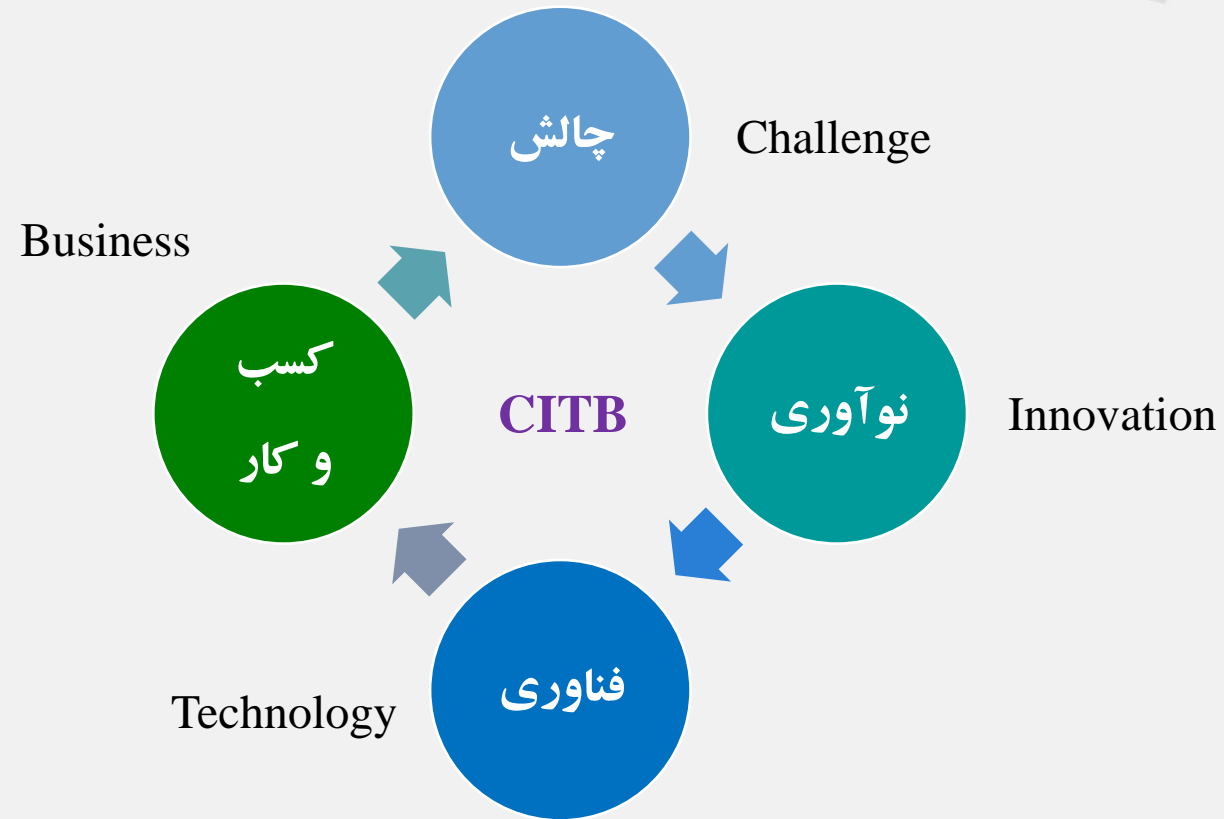 چالش
Challenge
Business
کسب
و کار
CITB
نوآوری
Innovation
فناوری
Technology